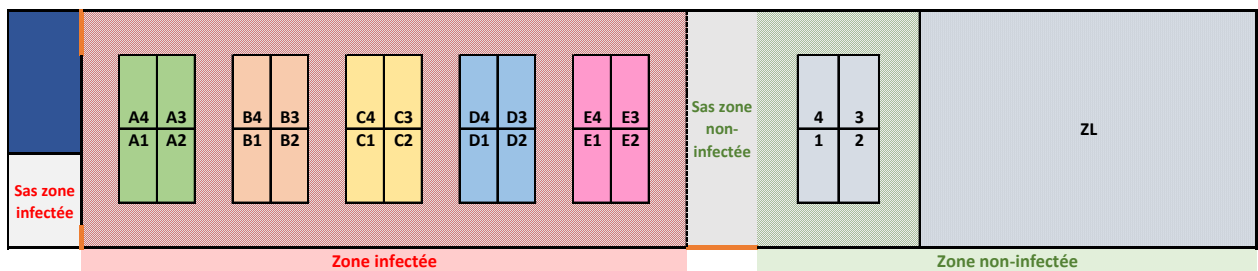 A4 A3 B4 B3 C4 C3 D4 D3 E4 E3 4 3
A1 A2 B1 B2 C1 C2 D1 D2 E1 E2 1 2
Sas zone
infectée
Sas zone
non-
infectée
ZL
Zone infectée
Zone non-infectée